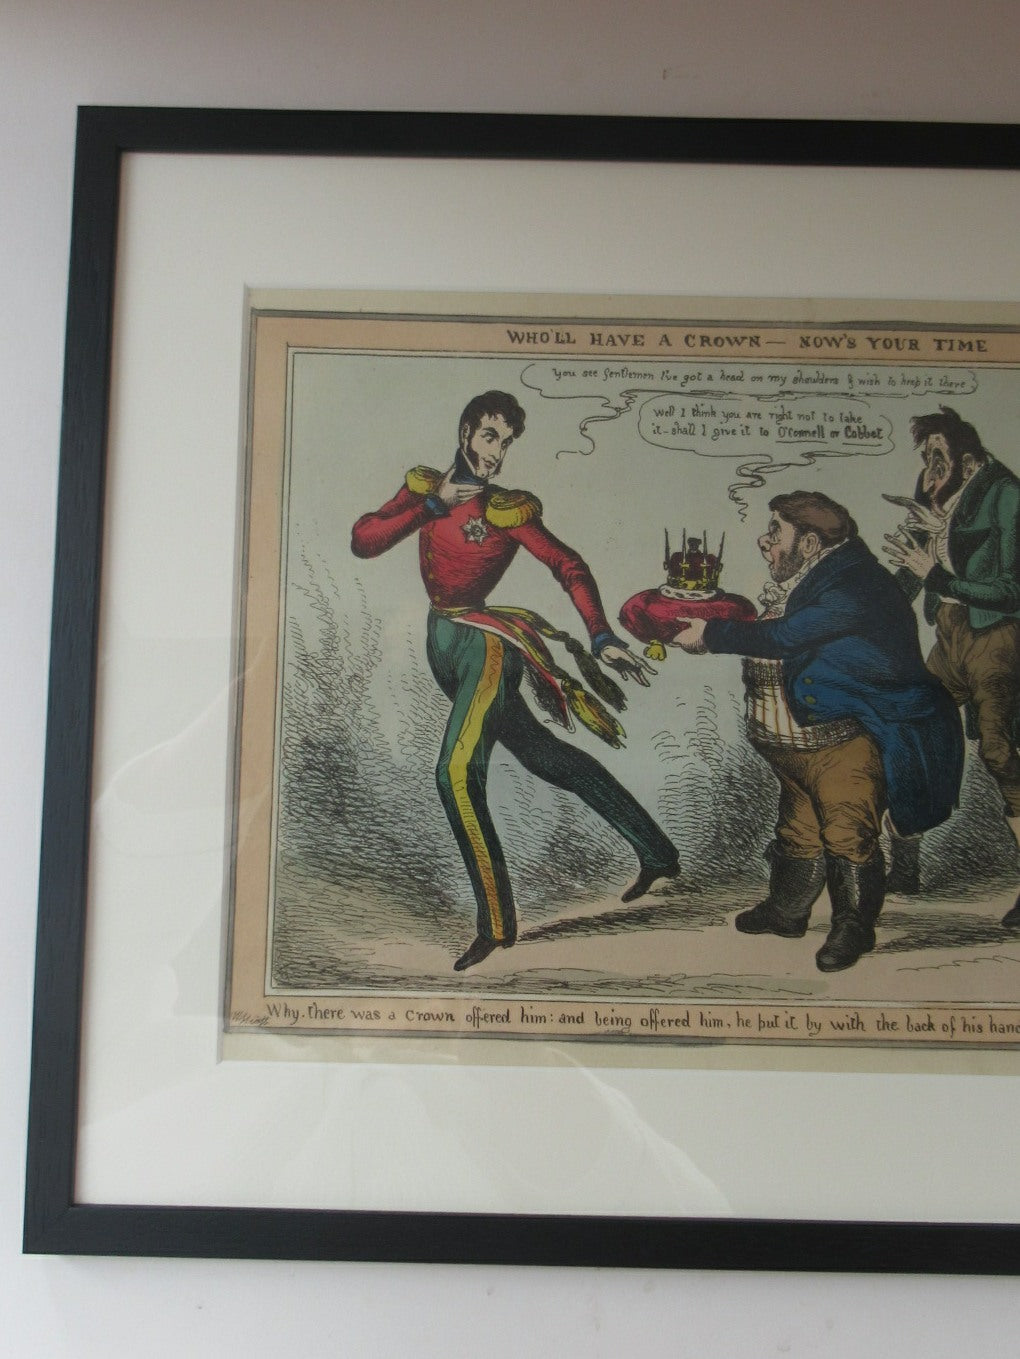 WHO'LL HAVE A CROWN — NOW'S YOUR TIME
You see Gentlemen I've got a head on my shoulders & wish to keep it there
Well I think you are right not to take
it - shall I give it to O'Connell or Cobbet
Why, there was a Crown offered him: and being offered him, he put it by with the back of his hand